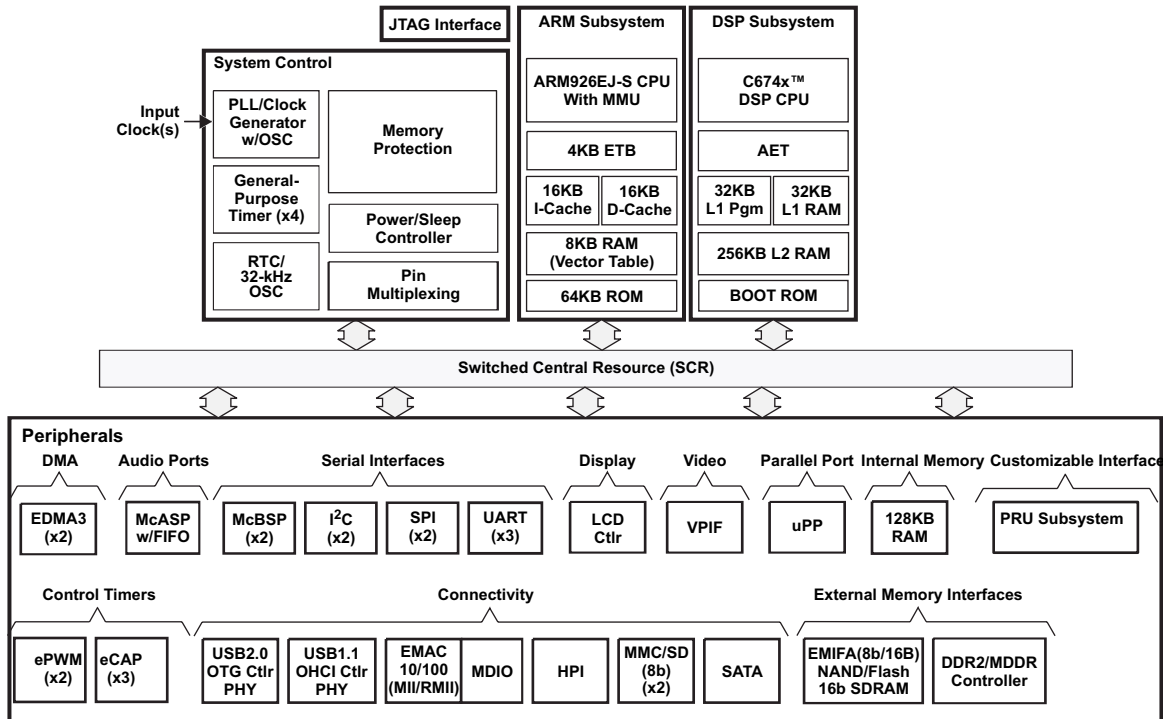 JTAG Interface
ARM Subsystem
DSP Subsystem
System Control
Input
Clock(s)
PLL/Clock
Generator
w/OSC
General-
Purpose
Timer (x4)
RTC/
32-kHz
OSC
Memory
Protection
Power/Sleep
Controller
Pin
Multiplexing
ARM926EJ-S CPU
With MMU
4KB ETB
16KB
I-Cache
16KB
D-Cache
8KB RAM
(Vector Table)
64KB ROM
C674x™
DSP CPU
AET
32KB
L1 Pgm
32KB
L1 RAM
256KB L2 RAM
BOOT ROM
Switched Central Resource (SCR)
Peripherals
DMA
Audio Ports
Serial Interfaces
Display
Video
Parallel Port
Internal Memory
Customizable Interface
EDMA3
(x2)
McASP
w/FIFO
McBSP
(x2)
I²C
(x2)
SPI
(x2)
UART
(x3)
LCD
Ctlr
VPIF
uPP
128KB
RAM
PRU Subsystem
Control Timers
Connectivity
External Memory Interfaces
ePWM
(x2)
eCAP
(x3)
USB2.0
OTG Ctlr
PHY
USB1.1
OHCI Ctlr
PHY
EMAC
10/100
(MII/RMII)
MDIO
HPI
MMC/SD
(8b)
(x2)
SATA
EMIFA(8b/16B)
NAND/Flash
16b SDRAM
DDR2/MDDR
Controller